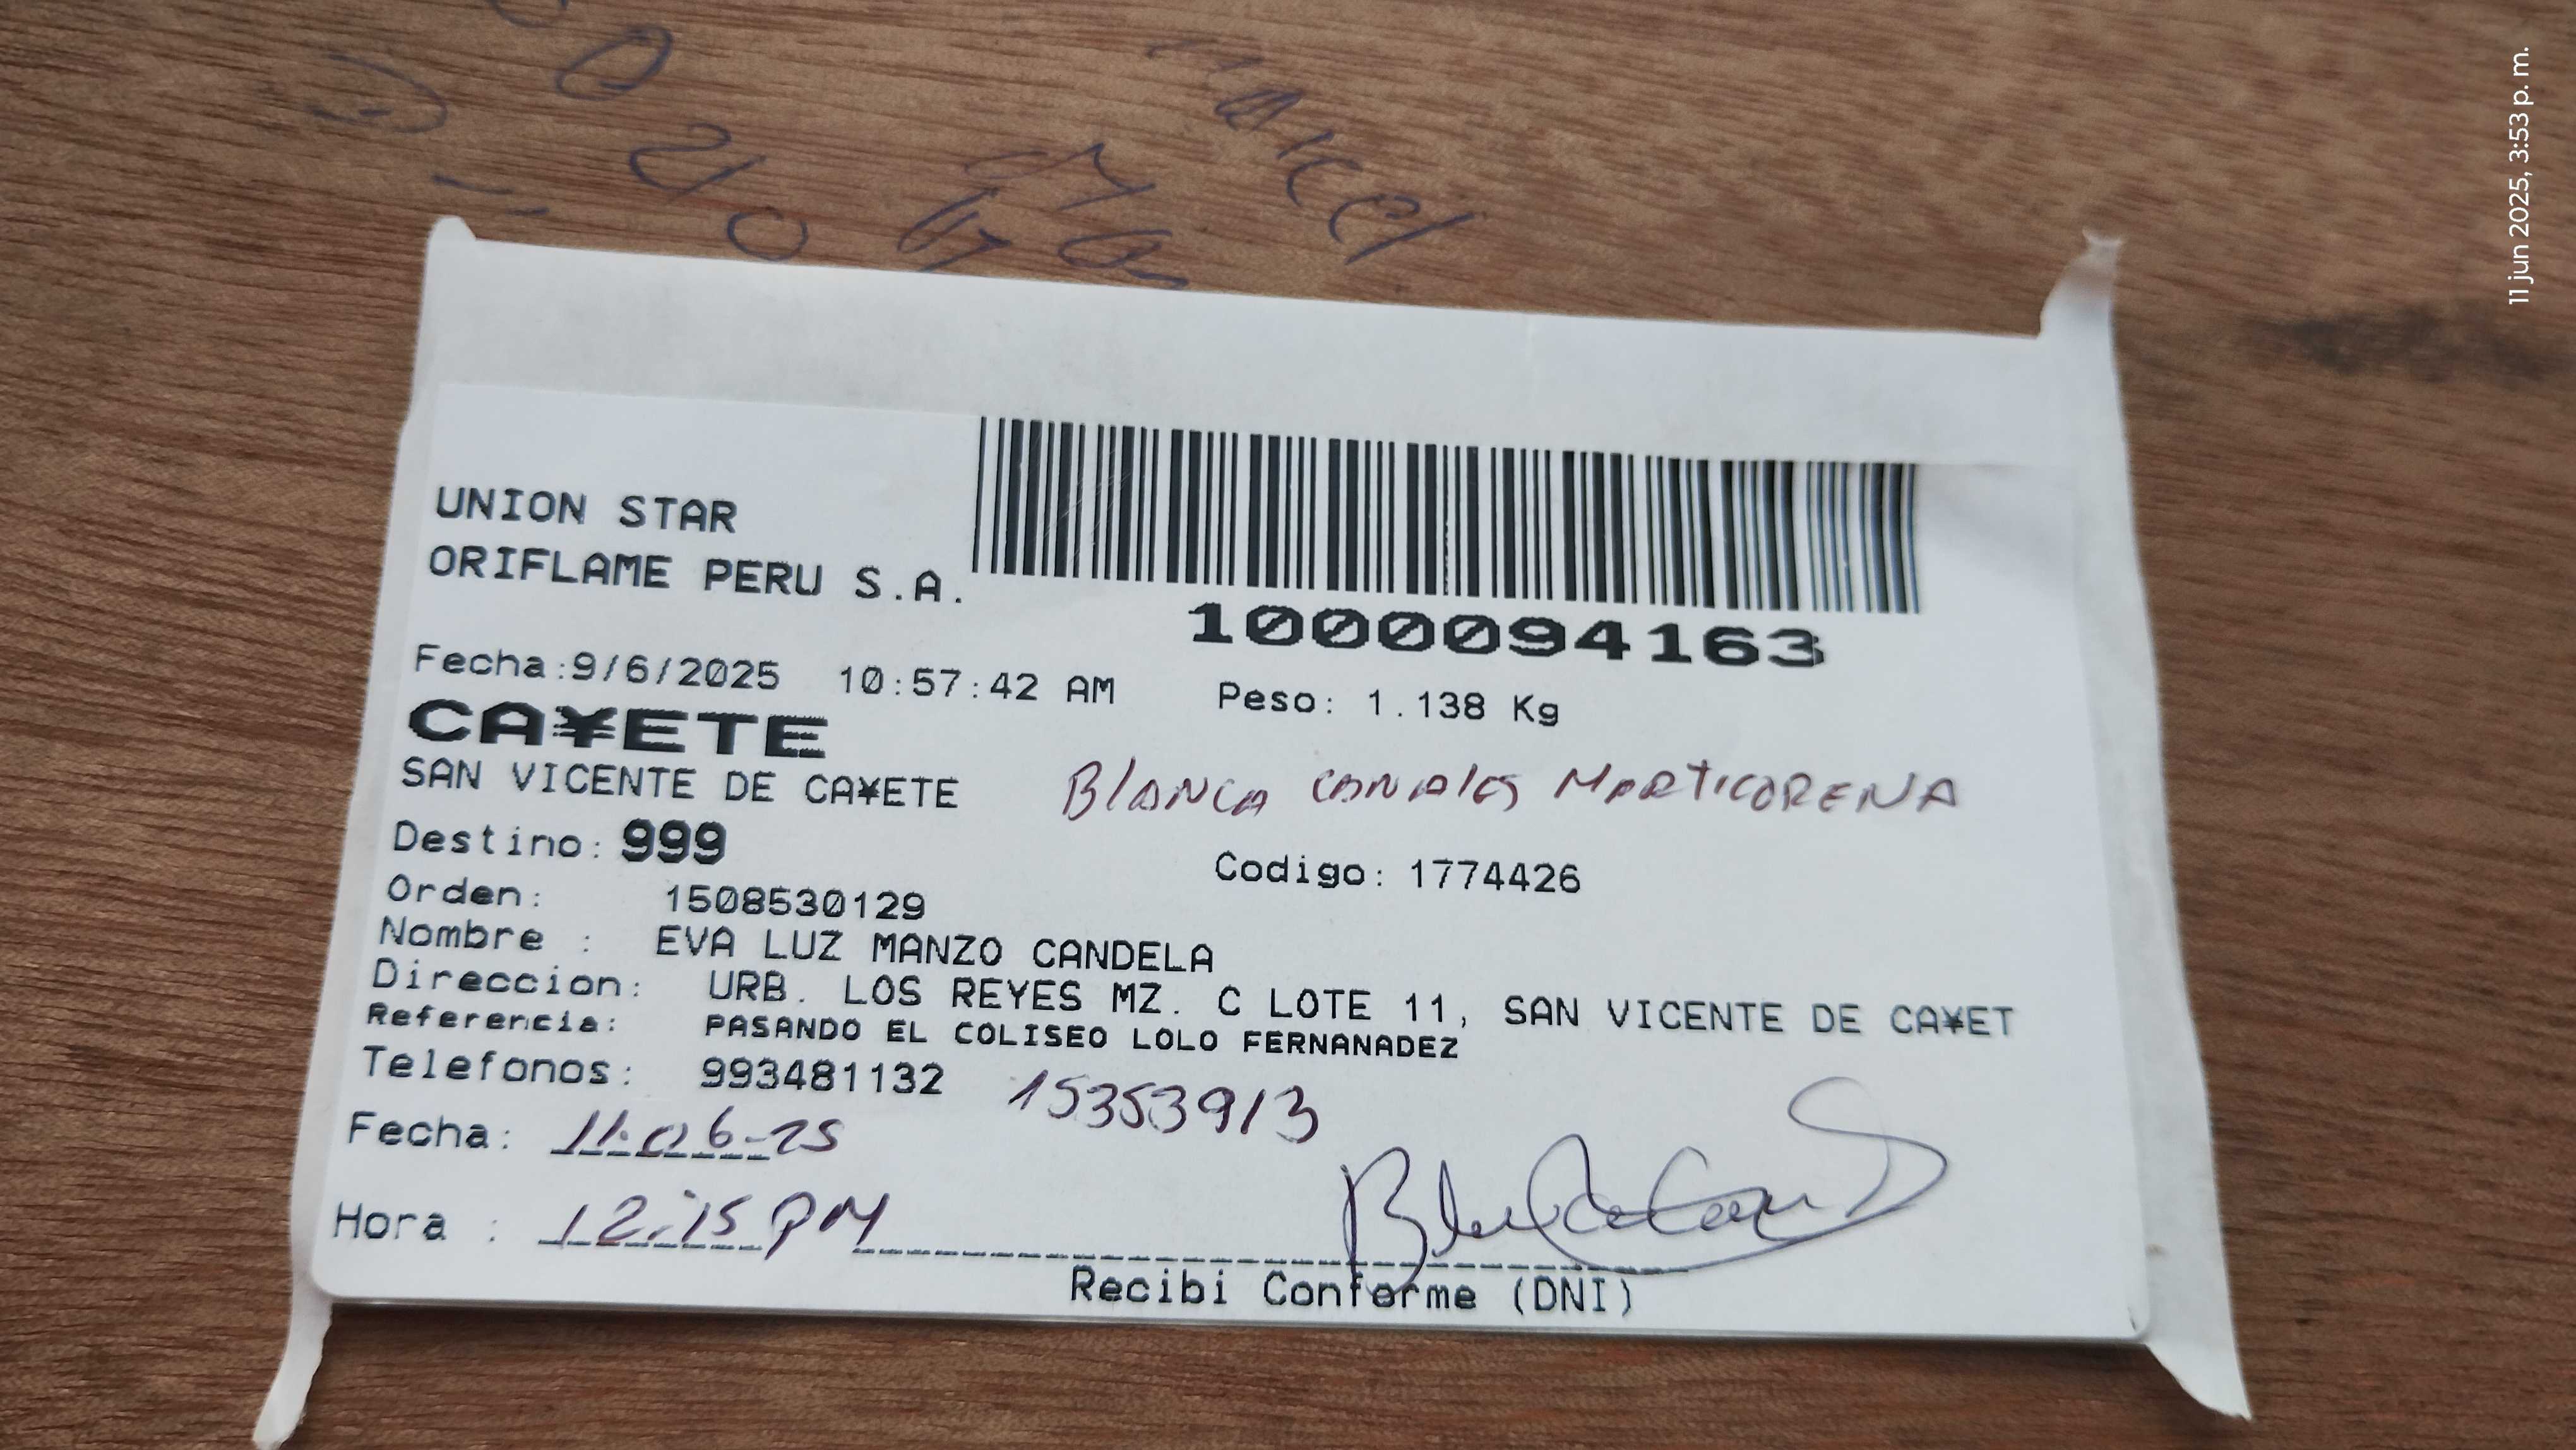 11 jun 2025, 3:53 p. m.
UNION STAR
ORIFLAME PERU S.A.
1000094163
Fecha:9/6/2025 10:57:42 AM Peso: 1.138 Kg
CA¥ETE
SAN VICENTE DE CA¥ETE Blanca Canales MARTICORENA
Destino: 999
Codigo: 1774426
Orden: 1508530129
Nombre : EVA LUZ MANZO CANDELA
Direccion: URB. LOS REYES MZ. C LOTE 11, SAN VICENTE DE CA¥ET
Referencia: PASANDO EL COLISEO LOLO FERNANADEZ
Telefonos: 993481132 15353913
Fecha: 11-06-25
Hora : 12:15 PM
Recibi Conforme (DNI)